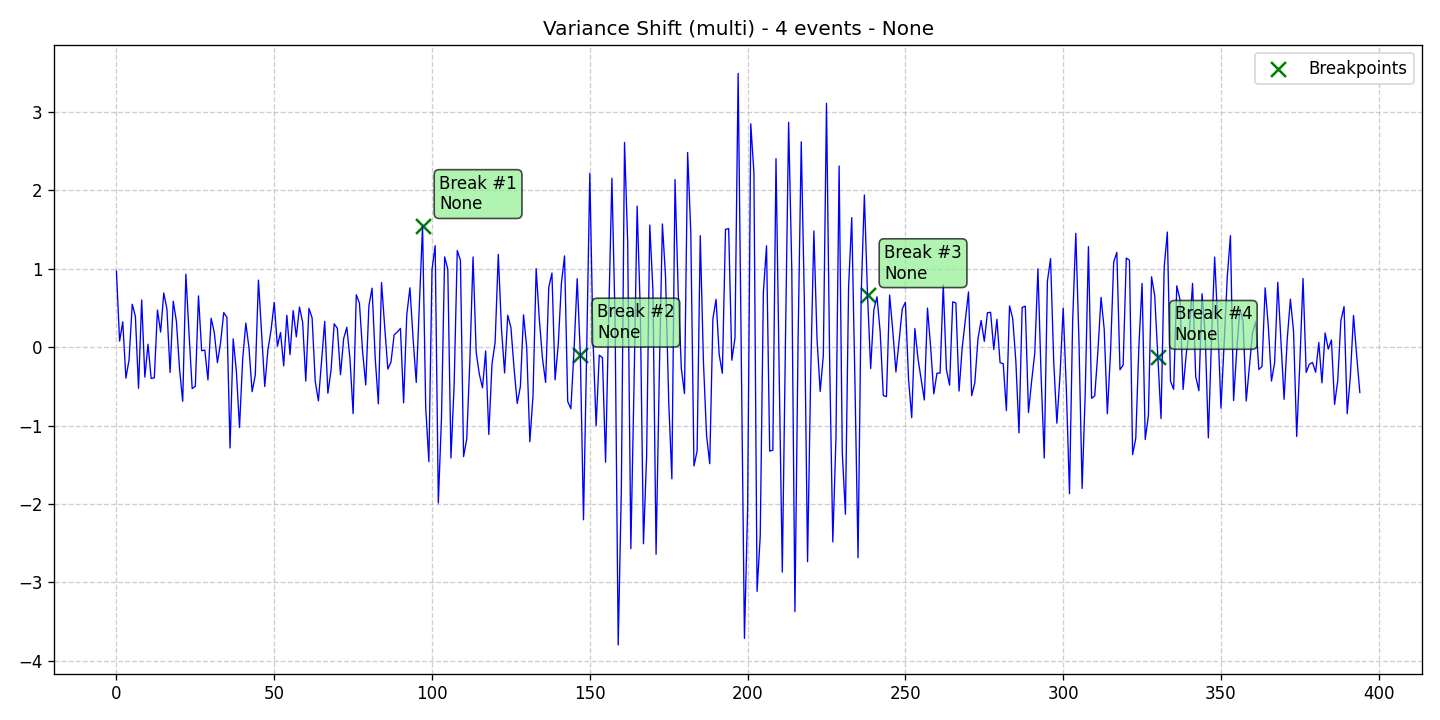 Variance Shift (multi) - 4 events - None
Breakpoints
3
2
1
0
−1
−2
−3
−4
Break #1
None
Break #2
None
Break #3
None
Break #4
None
0
50
100
150
200
250
300
350
400